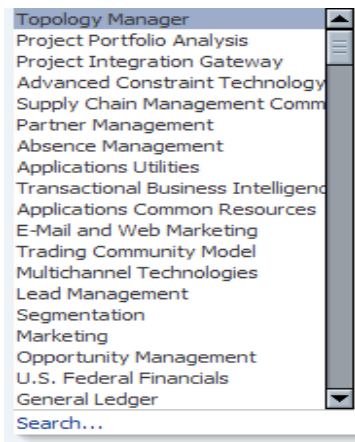 Topology Manager
Project Portfolio Analysis
Project Integration Gateway
Advanced Constraint Technology
Supply Chain Management Comm
Partner Management
Absence Management
Applications Utilities
Transactional Business Intelligenc
Applications Common Resources
E-Mail and Web Marketing
Trading Community Model
Multichannel Technologies
Lead Management
Segmentation
Marketing
Opportunity Management
U.S. Federal Financials
General Ledger
Search...